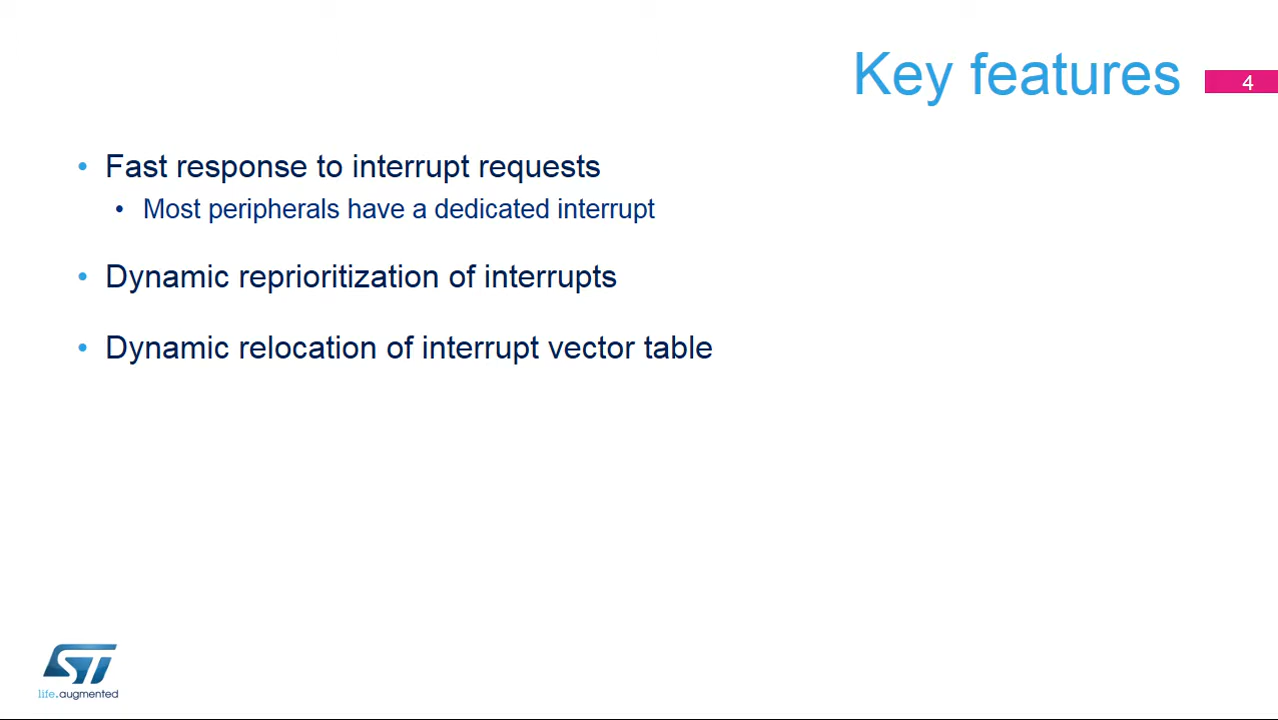 Key features
4
• Fast response to interrupt requests
• Most peripherals have a dedicated interrupt
• Dynamic reprioritization of interrupts
• Dynamic relocation of interrupt vector table
ST
life.augmented